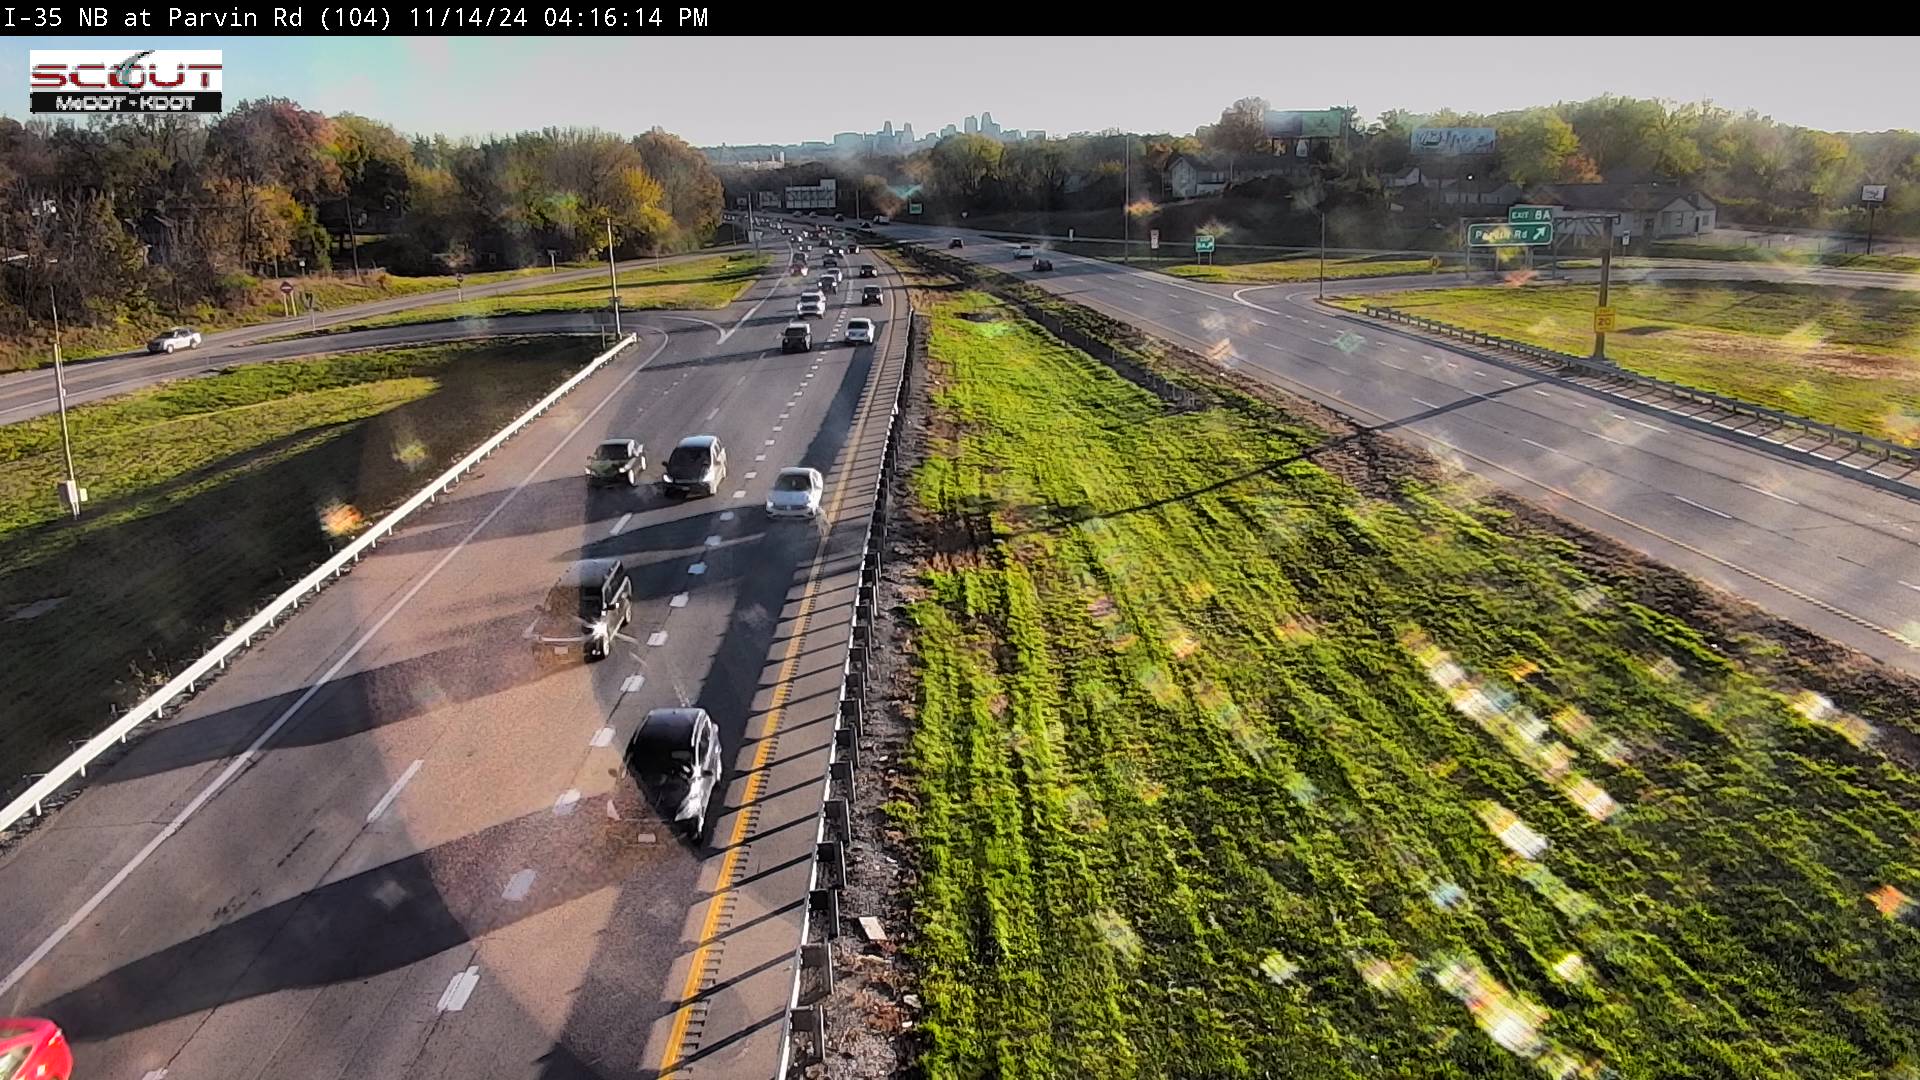 I-35 NB at Parvin Rd (104) 11/14/24 04:16:14 PM
SCOUT
MoDOT - KDOT
EXIT 8A
Parvin Rd